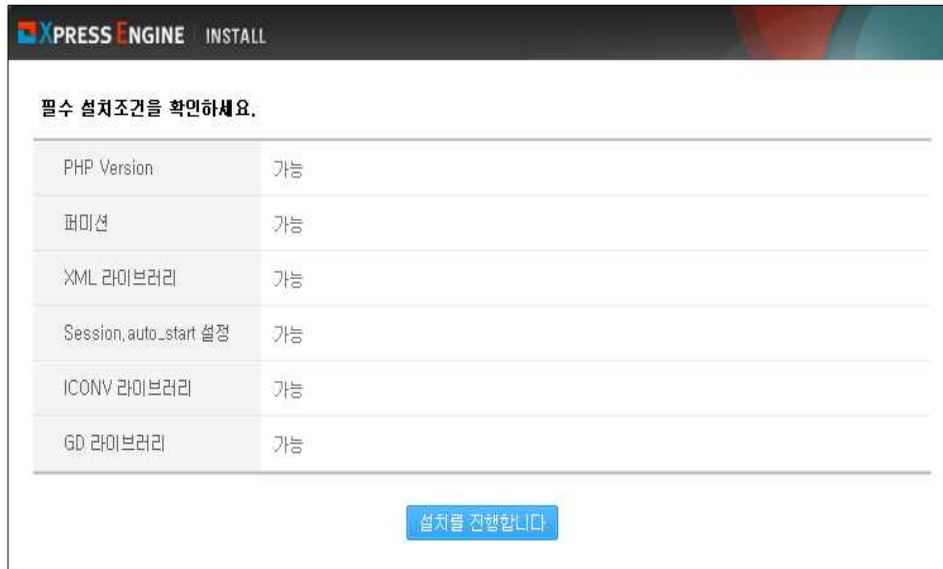 XPRESS ENGINE INSTALL
필수 설치조건을 확인하세요.
PHP Version 가능
퍼미션 가능
XML 라이브러리 가능
Session.auto_start 설정 가능
ICONV 라이브러리 가능
GD 라이브러리 가능
설치를 진행합니다